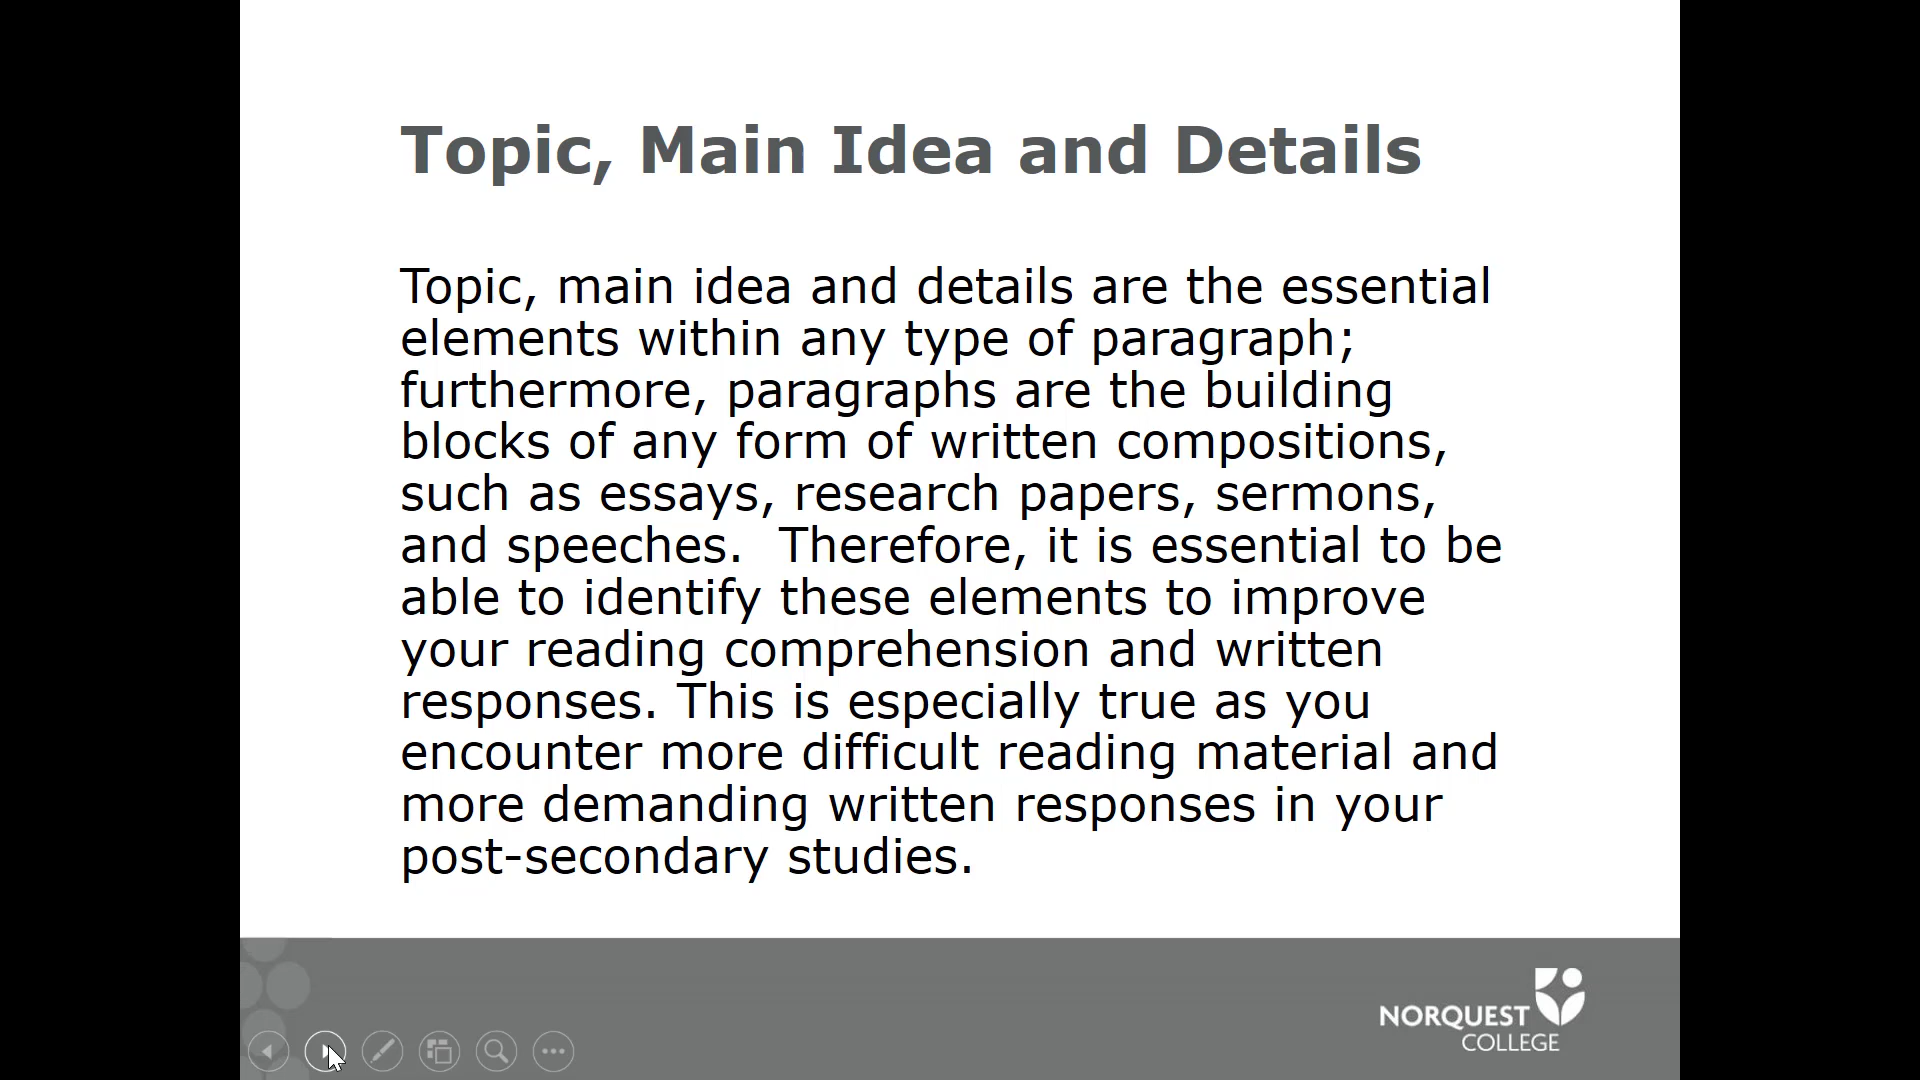 Topic, Main Idea and Details
Topic, main idea and details are the essential
elements within any type of paragraph;
furthermore, paragraphs are the building
blocks of any form of written compositions,
such as essays, research papers, sermons,
and speeches.  Therefore, it is essential to be
able to identify these elements to improve
your reading comprehension and written
responses. This is especially true as you
encounter more difficult reading material and
more demanding written responses in your
post-secondary studies.
NORQUEST
COLLEGE